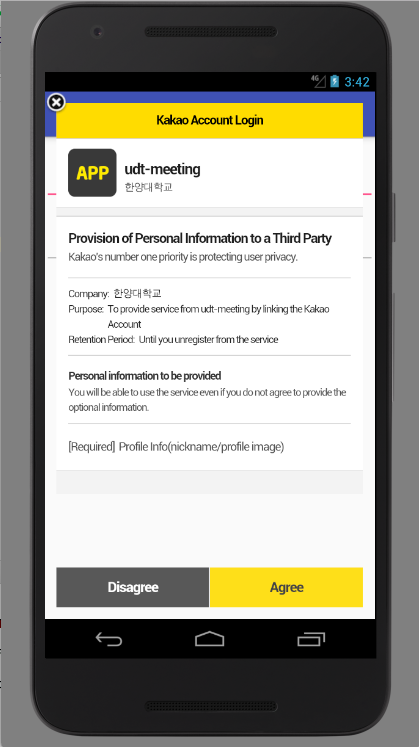 4G 3:42
Kakao Account Login
APP
udt-meeting
한양대학교
Provision of Personal Information to a Third Party
Kakao's number one priority is protecting user privacy.
Company: 한양대학교
Purpose: To provide service from udt-meeting by linking the Kakao
Account
Retention Period: Until you unregister from the service
Personal information to be provided
You will be able to use the service even if you do not agree to provide the
optional information.
[Required] Profile Info(nickname/profile image)
Disagree
Agree